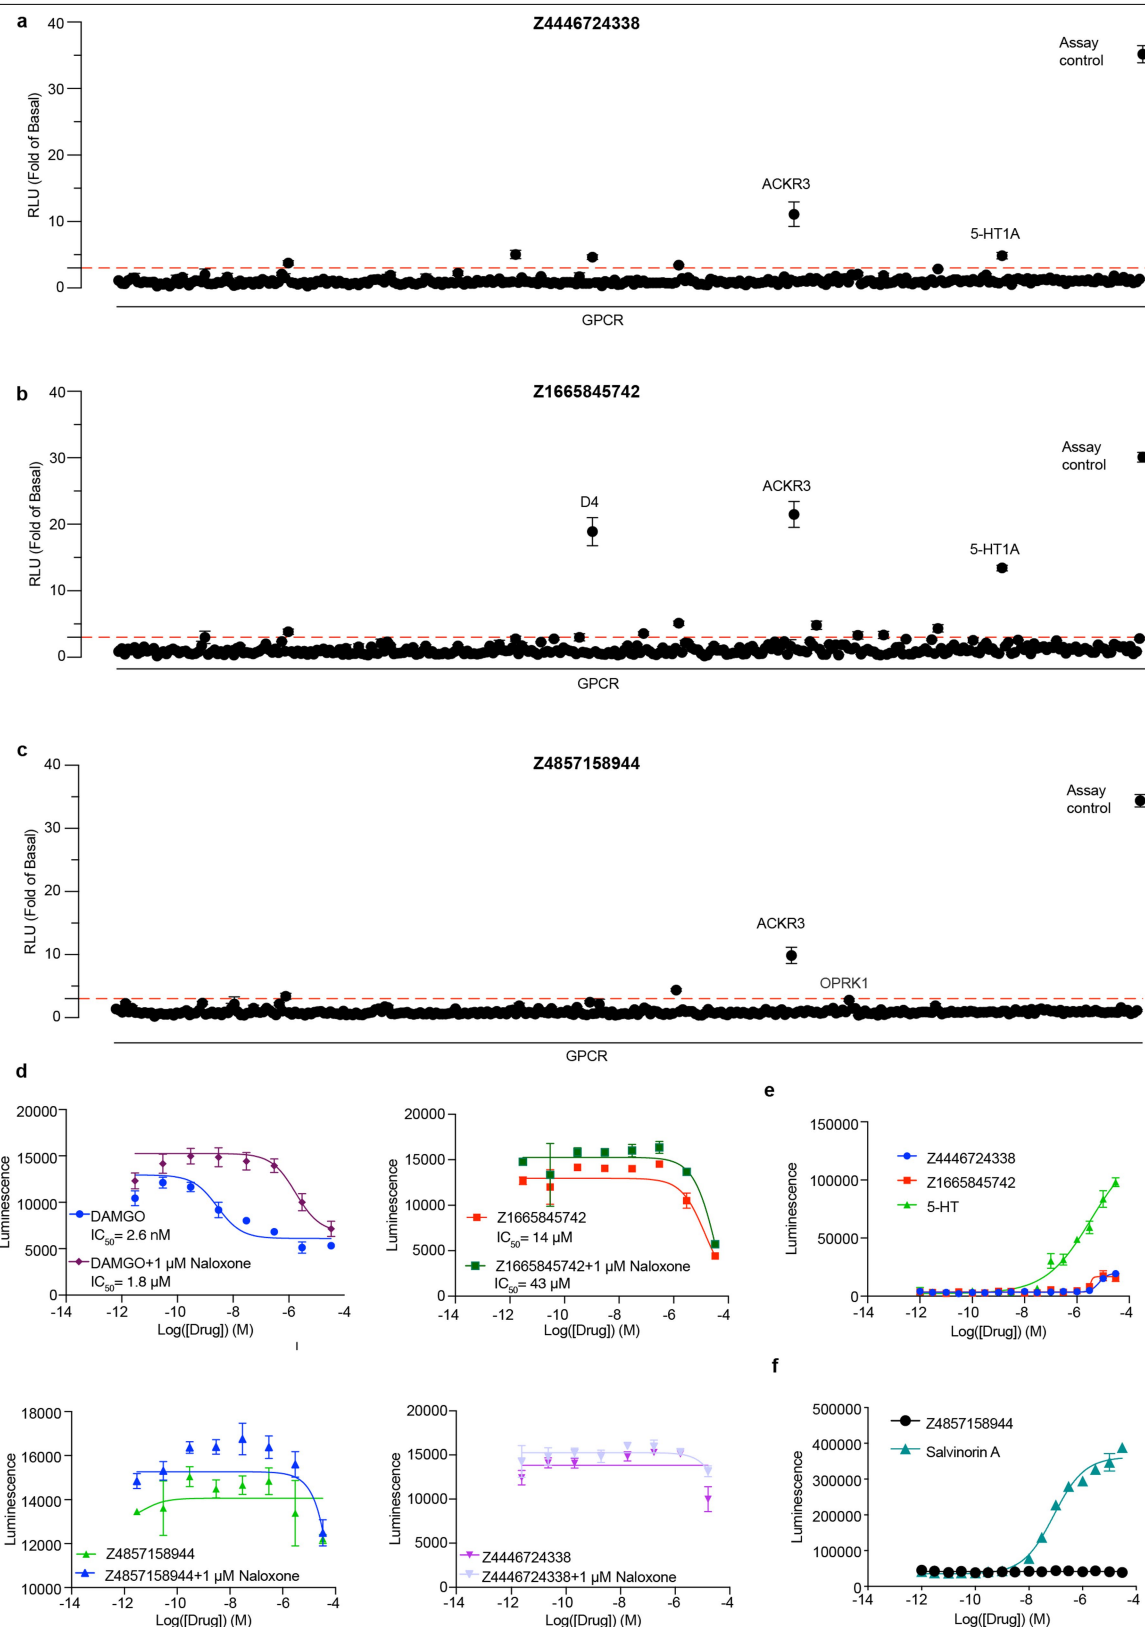 a
Z4446724338
40
30
20
10
0
RLU (Fold of Basal)
Assay
control
ACKR3
5-HT1A
GPCR
b
Z1665845742
40
30
20
10
0
RLU (Fold of Basal)
Assay
control
D4
ACKR3
5-HT1A
GPCR
c
Z4857158944
40
30
20
10
0
RLU (Fold of Basal)
Assay
control
ACKR3
OPRK1
GPCR
d
20000
15000
10000
5000
0
Luminescence
DAMGO
IC50= 2.6 nM
DAMGO+1 µM Naloxone
IC50= 1.8 µM
-14 -12 -10 -8 -6 -4
Log([Drug]) (M)
20000
15000
10000
5000
0
Luminescence
Z1665845742
IC50= 14 µM
Z1665845742+1 µM Naloxone
IC50= 43 µM
-14 -12 -10 -8 -6 -4
Log([Drug]) (M)
e
150000
100000
50000
0
Luminescence
Z4446724338
Z1665845742
5-HT
-14 -12 -10 -8 -6 -4
Log([Drug]) (M)
18000
16000
14000
12000
10000
Luminescence
Z4857158944
Z4857158944+1 µM Naloxone
-14 -12 -10 -8 -6 -4
Log([Drug]) (M)
20000
15000
10000
5000
0
Luminescence
Z4446724338
Z4446724338+1 µM Naloxone
-14 -12 -10 -8 -6 -4
Log([Drug]) (M)
f
500000
400000
300000
200000
100000
0
Luminescence
Z4857158944
Salvinorin A
-14 -12 -10 -8 -6 -4
Log([Drug]) (M)